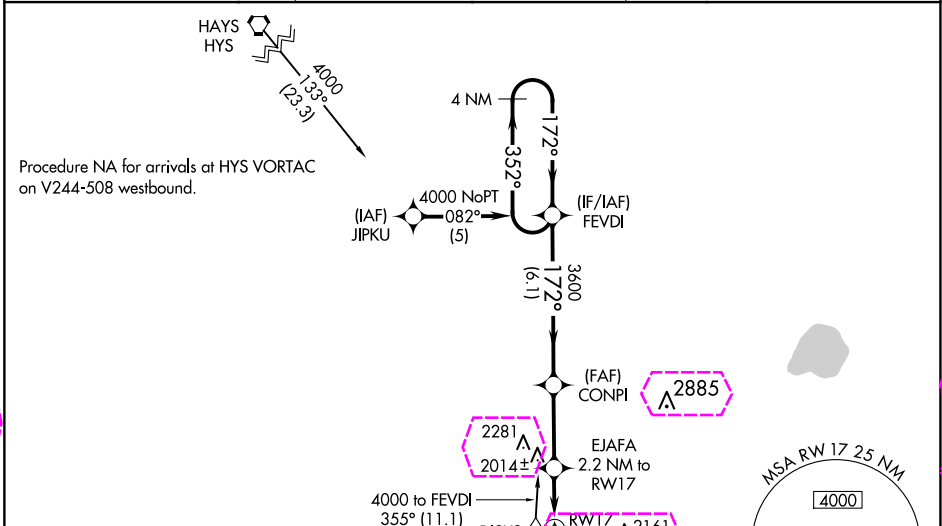 HAYS
HYS
4000
133°
(23.3)
4 NM
172°
352°
Procedure NA for arrivals at HYS VORTAC
on V244-508 westbound.
4000 NoPT
082°
(5)
(IAF)
JIPKU
(IF/IAF)
FEVDI
3600
172°
(6.1)
(FAF)
CONPI
2885
2281
2014±
EJAFA
2.2 NM to
RW17
MSA RW 17 25 NM
4000
4000 to FEVDI
355° (11.1)
RW17
2161